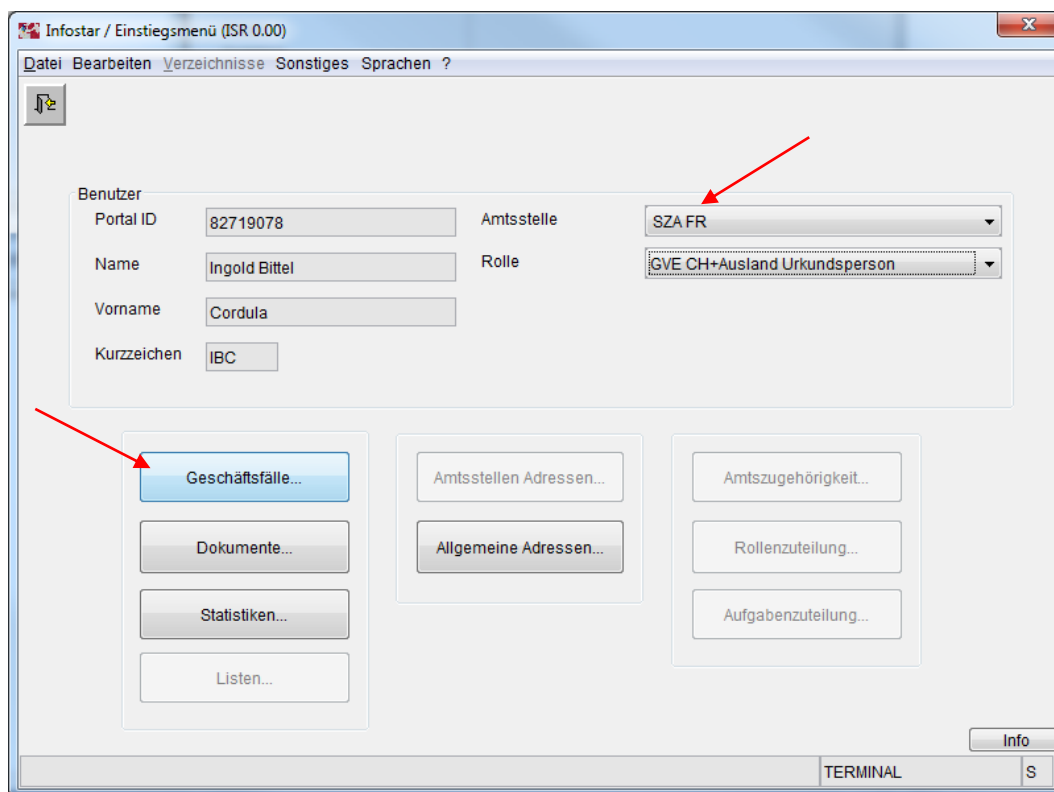 Infostar / Einstiegsmenü (ISR 0.00)
Datei Bearbeiten Verzeichnisse Sonstiges Sprachen ?
Benutzer
Portal ID 82719078 Amtsstelle SZA FR
Name Ingold Bittel Rolle GVE CH+Ausland Urkundsperson
Vorname Cordula
Kurzzeichen IBC
Geschäftsfälle... Amtsstellen Adressen... Amtszugehörigkeit...
Dokumente... Allgemeine Adressen... Rollenzuteilung...
Statistiken... Aufgabenzuteilung...
Listen...
Info
TERMINAL S